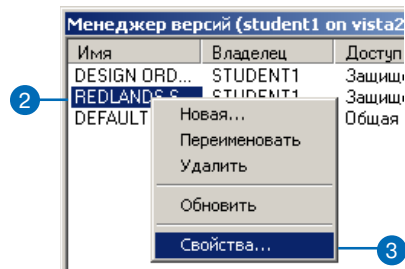 Менеджер версий (student1 on vista2
Имя Владелец Доступ
DESIGN ORD... STUDENT1 Защище
2 REDLANDS S... STUDENT1 Защище
DEFAULT Общая
Новая...
Переименовать
Удалить
Обновить
Свойства... 3